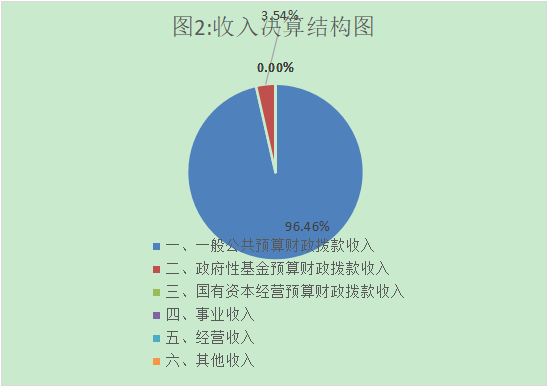 3.54%
图2:收入决算结构图
0.00%
96.46%
一、一般公共预算财政拨款收入
二、政府性基金预算财政拨款收入
三、国有资本经营预算财政拨款收入
四、事业收入
五、经营收入
六、其他收入